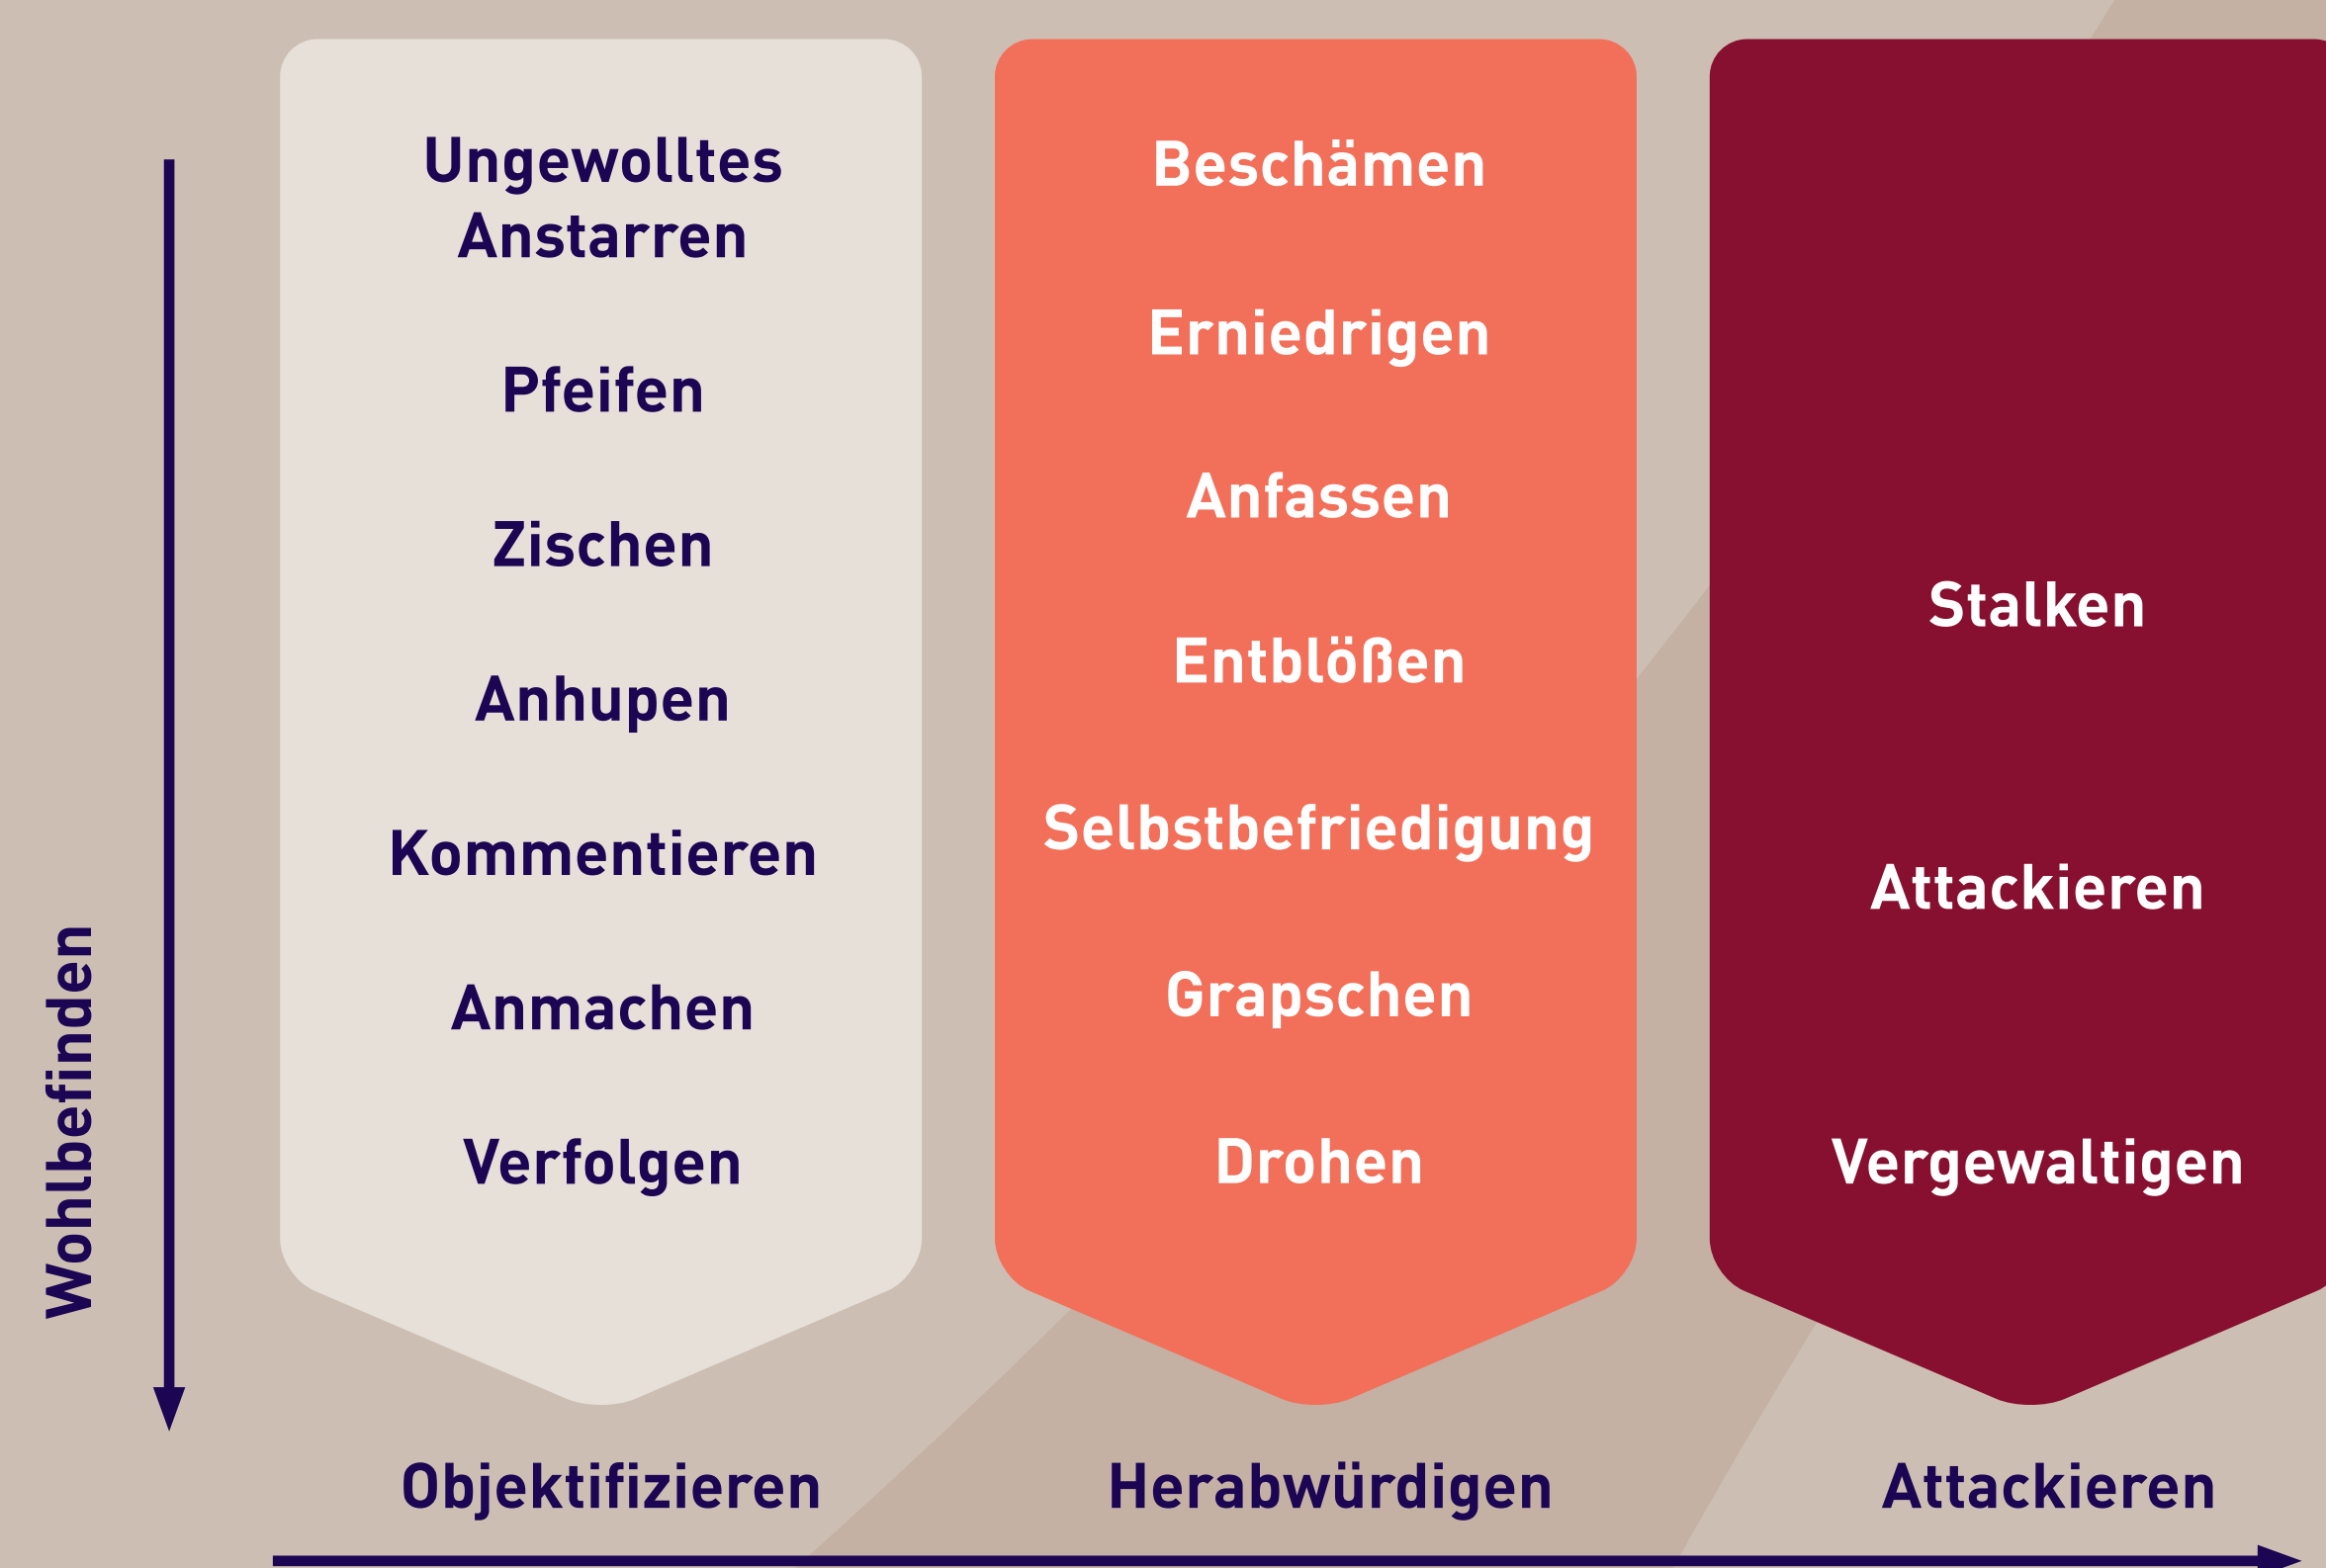 Ungewolltes
Anstarren
Pfeifen
Zischen
Anhupen
Kommentieren
Anmachen
Verfolgen
Beschämen
Erniedrigen
Anfassen
Entblößen
Selbstbefriedigung
Grapschen
Drohen
Stalken
Attackieren
Vergewaltigen
Wohlbefinden
Objektifizieren
Herabwürdigen
Attackieren